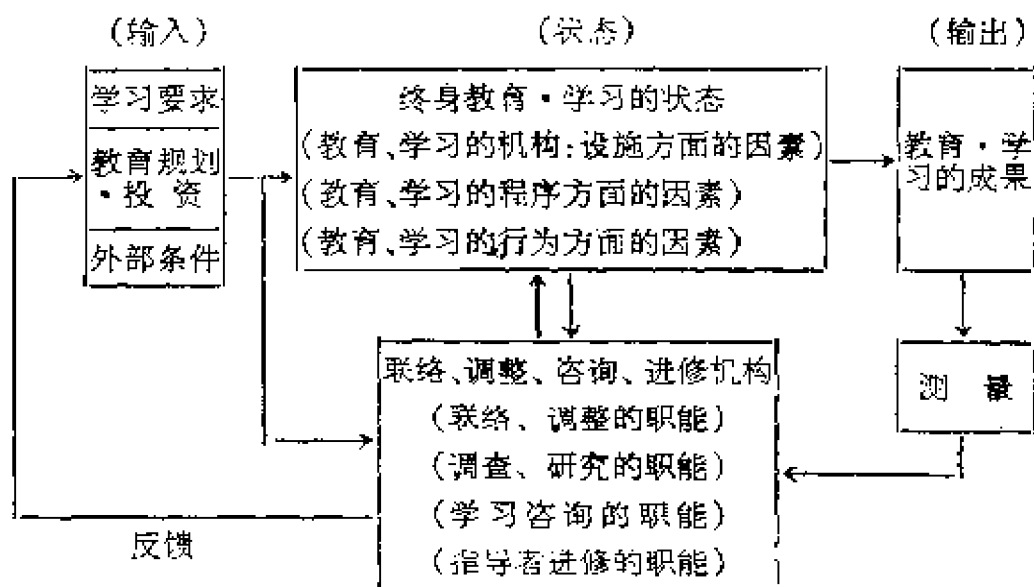 (输入)
(状态)
(输出)
学习要求
教育规划
·投资
外部条件
终身教育·学习的状态
(教育、学习的机构:设施方面的因素)
(教育、学习的程序方面的因素)
(教育、学习的行为方面的因素)
教育·学
习的成果
联络、调整、咨询、进修机构
(联络、调整的职能)
(调查、研究的职能)
(学习咨询的职能)
(指导者进修的职能)
测量
反馈